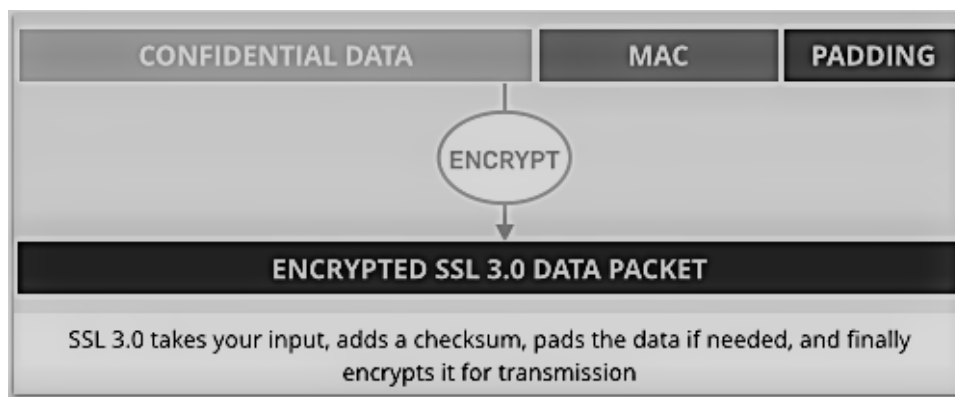 CONFIDENTIAL DATA MAC PADDING
ENCRYPT
ENCRYPTED SSL 3.0 DATA PACKET
SSL 3.0 takes your input, adds a checksum, pads the data if needed, and finally
encrypts it for transmission